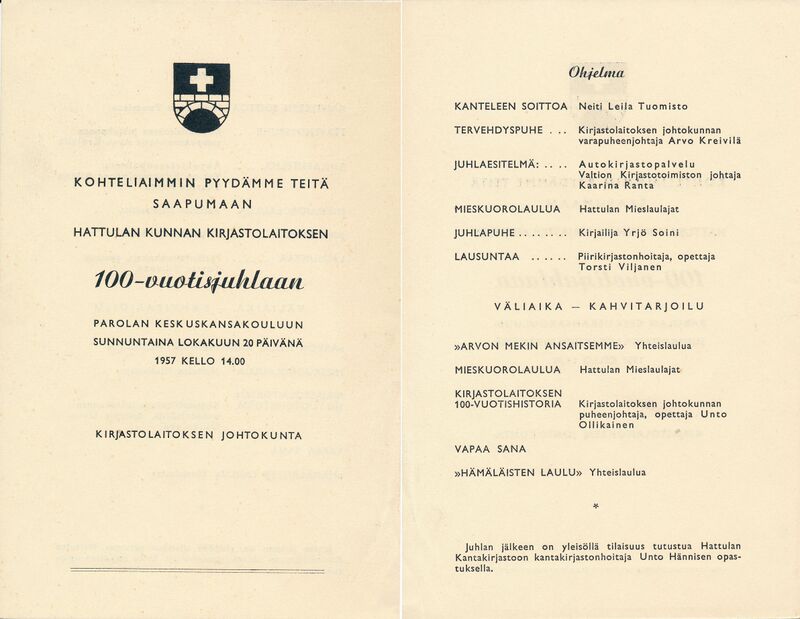 KOHTELIAIMMIN PYYDÄMME TEITÄ
SAAPUMAAN
HATTULAN KUNNAN KIRJASTOLAITOKSEN
100-vuotisjuhlaan
PAROLAN KESKUSKANSAKOULUUN
SUNNUNTAINA LOKAKUUN 20 PÄIVÄNÄ
1957 KELLO 14.00
KIRJASTOLAITOKSEN JOHTOKUNTA
Ohjelma
KANTELEEN SOITTOA Neiti Leila Tuomisto
TERVEHDYSPUHE . . . Kirjastolaitoksen johtokunnan
varapuheenjohtaja Arvo Kreivilä
JUHLAESITELMÄ: . . . . Autokirjastopalvelu
Valtion Kirjastotoimiston johtaja
Kaarina Ranta
MIESKUOROLAULUA Hattulan Mieslaulajat
JUHLAPUHE . . . . . . . Kirjailija Yrjö Soini
LAUSUNTAA . . . . . . Piirikirjastonhoitaja, opettaja
Torsti Viljanen
VÄLIAIKA — KAHVITARJOILU
»ARVON MEKIN ANSAITSEMME» Yhteislaulua
MIESKUOROLAULUA Hattulan Mieslaulajat
KIRJASTOLAITOKSEN
100-VUOTISHISTORIA Kirjastolaitoksen johtokunnan
puheenjohtaja, opettaja Unto
Ollikainen
VAPAA SANA
»HÄMÄLÄISTEN LAULU» Yhteislaulua
*
Juhlan jälkeen on yleisöllä tilaisuus tutustua Hattulan
Kantakirjastoon kantakirjastonhoitaja Unto Hännisen opas-
tuksella.